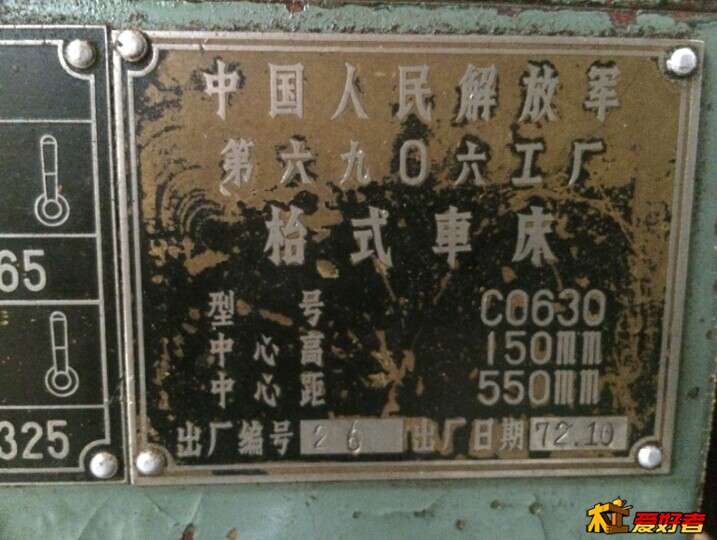 65
325
中国人民解放军
第六九〇六工厂
枱式車床
型号 C0630
中心高 150mm
中心距 550mm
出厂编号 26 出厂日期 72.10
木工爱好者